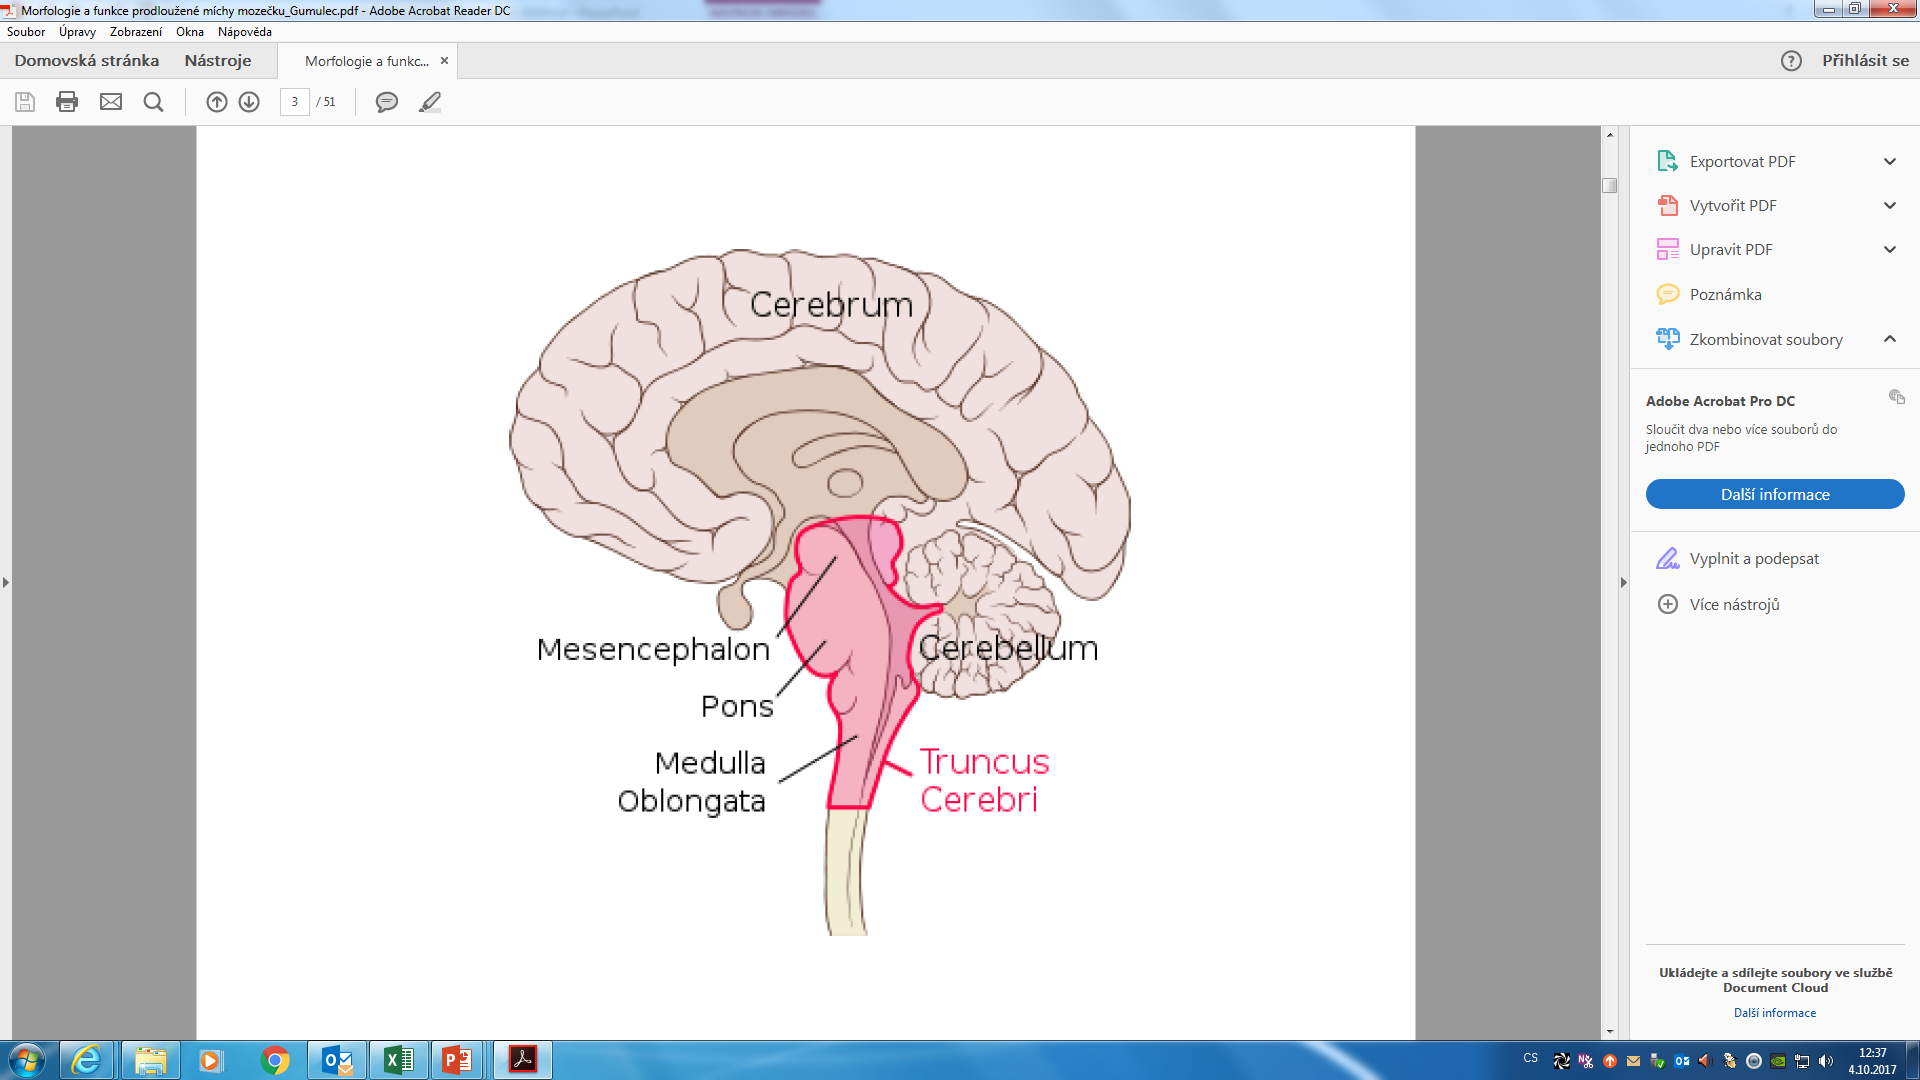 Morfologie a funkce prodloužené míchy mozečku_Gumulec.pdf - Adobe Acrobat Reader DC
Soubor Úpravy Zobrazení Okna Nápověda
Domovská stránka Nástroje Morfologie a funkc... × ? Přihlásit se
3 / 51
Exportovat PDF
Vytvořit PDF
Upravit PDF
Poznámka
Zkombinovat soubory
Adobe Acrobat Pro DC
Sloučit dva nebo více souborů do
jednoho PDF
Další informace
Vyplnit a podepsat
Více nástrojů
Ukládejte a sdílejte soubory ve službě
Document Cloud
Další informace
Cerebrum
Mesencephalon
Cerebellum
Pons
Medulla
Oblongata
Truncus
Cerebri
CS
12:37
4.10.2017